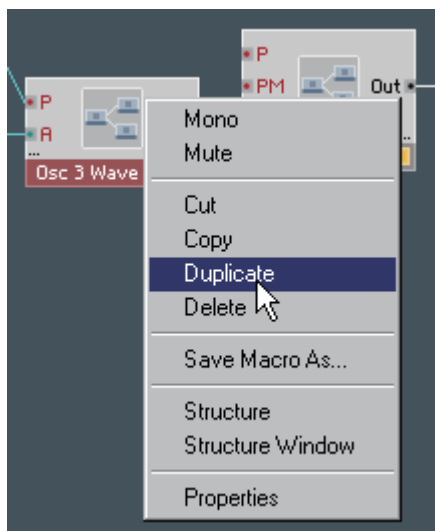 P
PM
Out
P
A
...
...
Osc 3 Wave
Mono
Mute
Cut
Copy
Duplicate
Delete
Save Macro As...
Structure
Structure Window
Properties